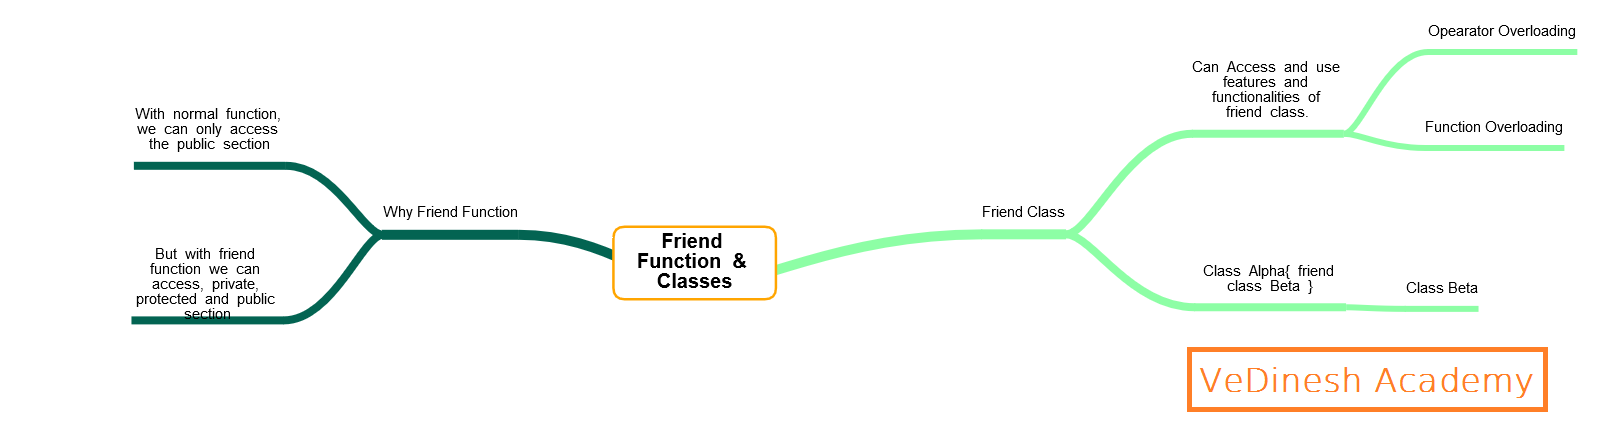 With normal function,
we can only access
the public section
Why Friend Function
But with friend
function we can
access, private,
protected and public
section
Friend
Function &
Classes
Friend Class
Can Access and use
features and
functionalities of
friend class.
Opearator Overloading
Function Overloading
Class Alpha{ friend
class Beta }
Class Beta
VeDinesh Academy